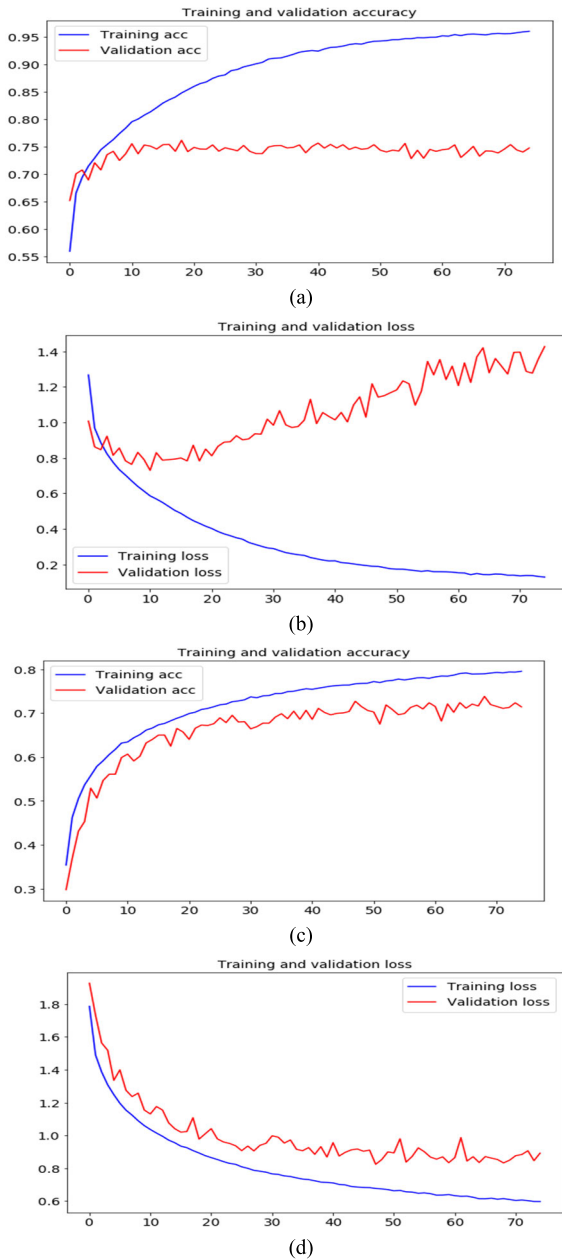 Training and validation accuracy
0.95
0.90
0.85
0.80
0.75
0.70
0.65
0.60
0.55
Training acc
Validation acc
0 10 20 30 40 50 60 70
(a)
Training and validation loss
1.4
1.2
1.0
0.8
0.6
0.4
0.2
Training loss
Validation loss
0 10 20 30 40 50 60 70
(b)
Training and validation accuracy
0.8
0.7
0.6
0.5
0.4
0.3
Training acc
Validation acc
0 10 20 30 40 50 60 70
(c)
Training and validation loss
1.8
1.6
1.4
1.2
1.0
0.8
0.6
Training loss
Validation loss
0 10 20 30 40 50 60 70
(d)